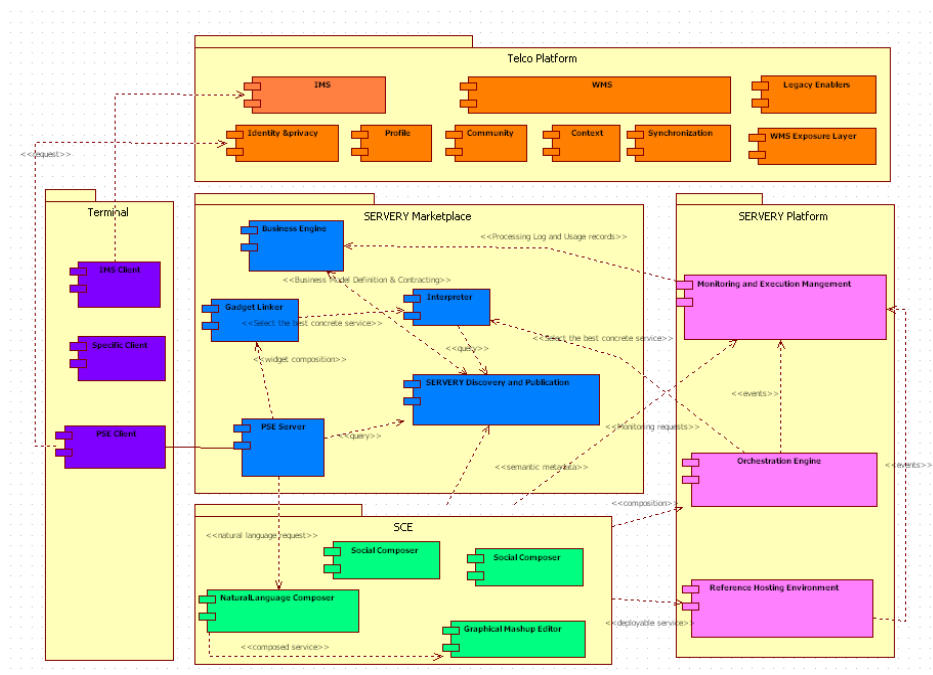 Telco Platform
IMS
WMS
Legacy Enablers
Identity &privacy
Profile
Community
Context
Synchronization
WMS Exposure Layer
<<request>>
Terminal
SERVERY Marketplace
SERVERY Platform
Business Engine
<<Processing Log and Usage records>>
IMS Client
<<Business Model Definition & Contracting>>
Monitoring and Execution Mangement
Gadget Linker
Interpreter
<<Select the best concrete service>>
<<Select the best concrete service>>
Specific Client
<<query>>
<<widget composition>>
SERVERY Discovery and Publication
<<events>>
PSE Client
PSE Server
<<query>>
<<Monitoring requests>>
Orchestration Engine
<<semantic metadata>>
<<events>>
<<composition>>
SCE
<<natural language request>>
Social Composer
Social Composer
NaturalLanguage Composer
Reference Hosting Environment
<<deployable service>>
Graphical Mashup Editor
<<composed service>>